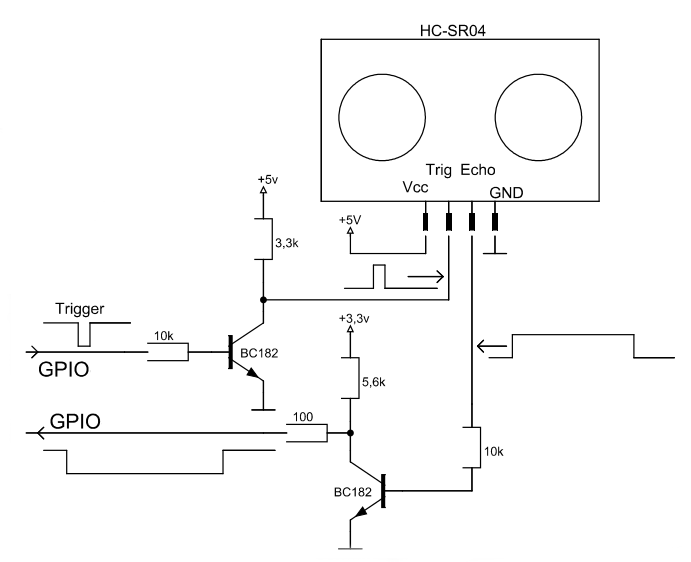 HC-SR04
Trig Echo
Vcc
GND
+5v
+5V
3,3k
Trigger
+3,3v
10k
BC182
GPIO
5,6k
GPIO
100
10k
BC182